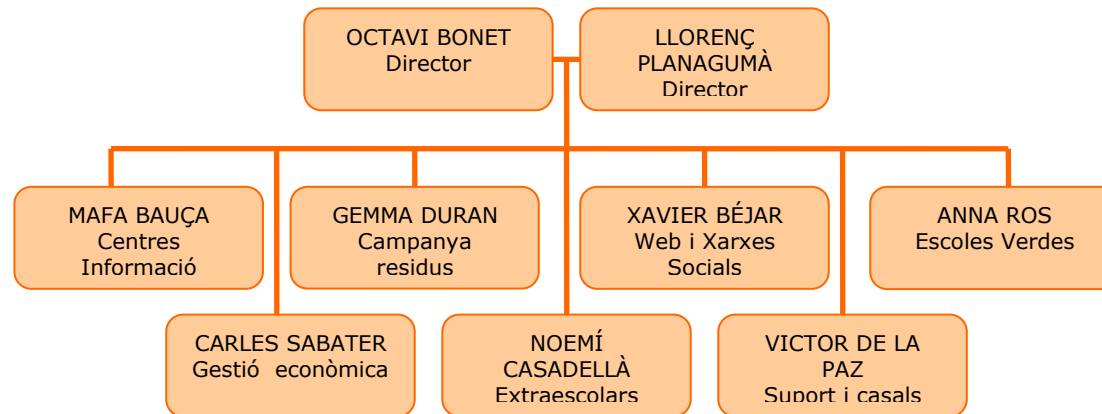 OCTAVI BONET
Director
LLORENÇ
PLANAGUMÀ
Director
MAFA BAUÇA
Centres
Informació
GEMMA DURAN
Campanya
residus
XAVIER BÉJAR
Web i Xarxes
Socials
ANNA ROS
Escoles Verdes
CARLES SABATER
Gestió econòmica
NOEMÍ
CASADELLÀ
Extraescolars
VICTOR DE LA
PAZ
Suport i casals